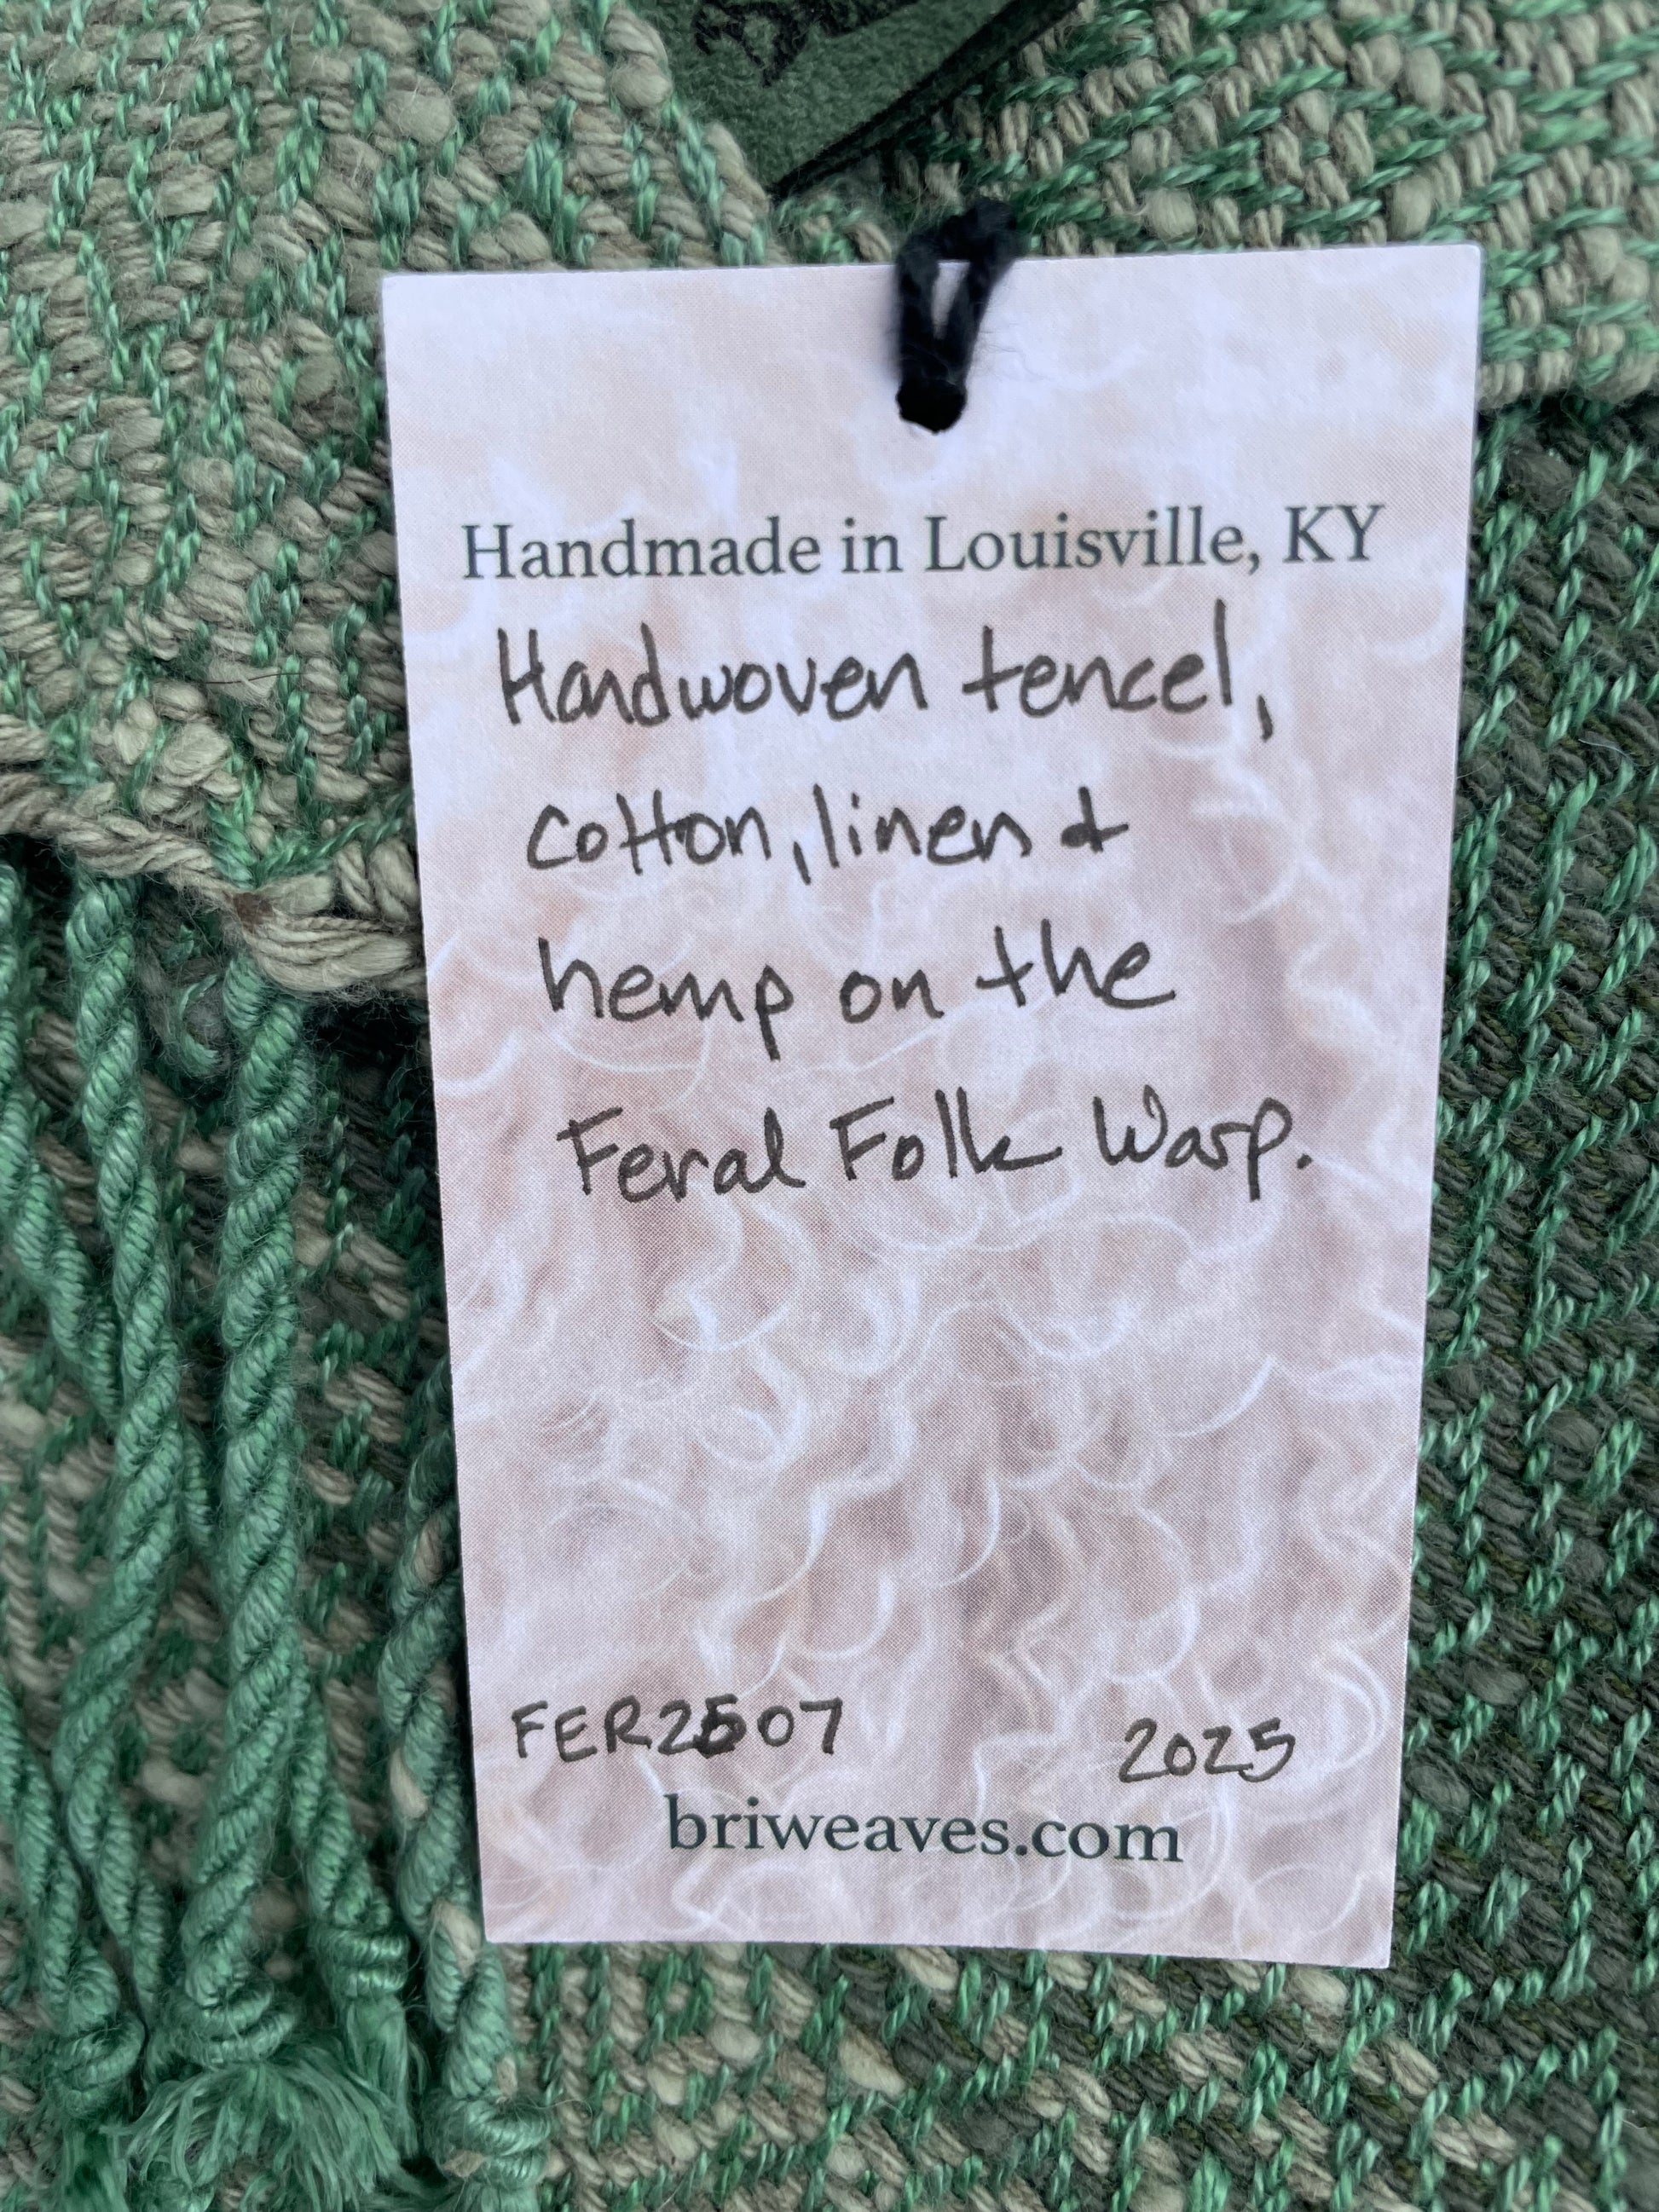 Handmade in Louisville, KY
Handwoven tencel,
cotton, linen &
hemp on the
Feral Folk Warp.
FER2507 2025
briweaves.com